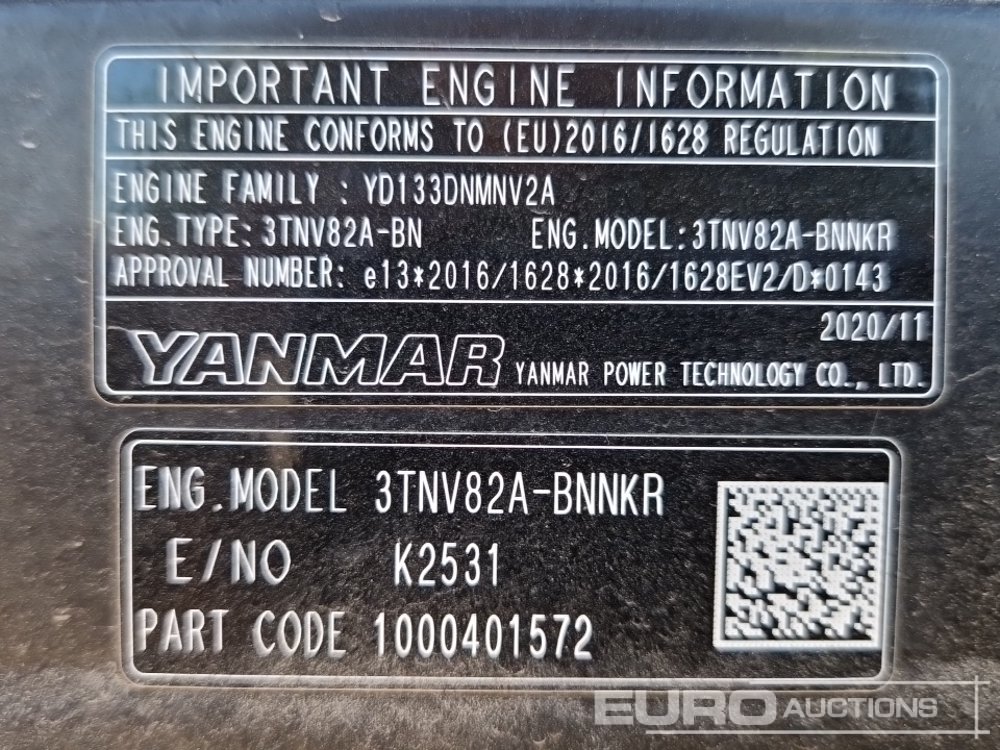 IMPORTANT ENGINE INFORMATION
THIS ENGINE CONFORMS TO (EU)2016/1628 REGULATION
ENGINE FAMILY : YD133DNMNV2A
ENG.TYPE: 3TNV82A-BN ENG.MODEL:3TNV82A-BNNKR
APPROVAL NUMBER: e13*2016/1628*2016/1628EV2/D*0143
2020/11
YANMAR YANMAR POWER TECHNOLOGY CO., LTD.
ENG.MODEL 3TNV82A-BNNKR
E/NO K2531
PART CODE 1000401572
EURO AUCTIONS